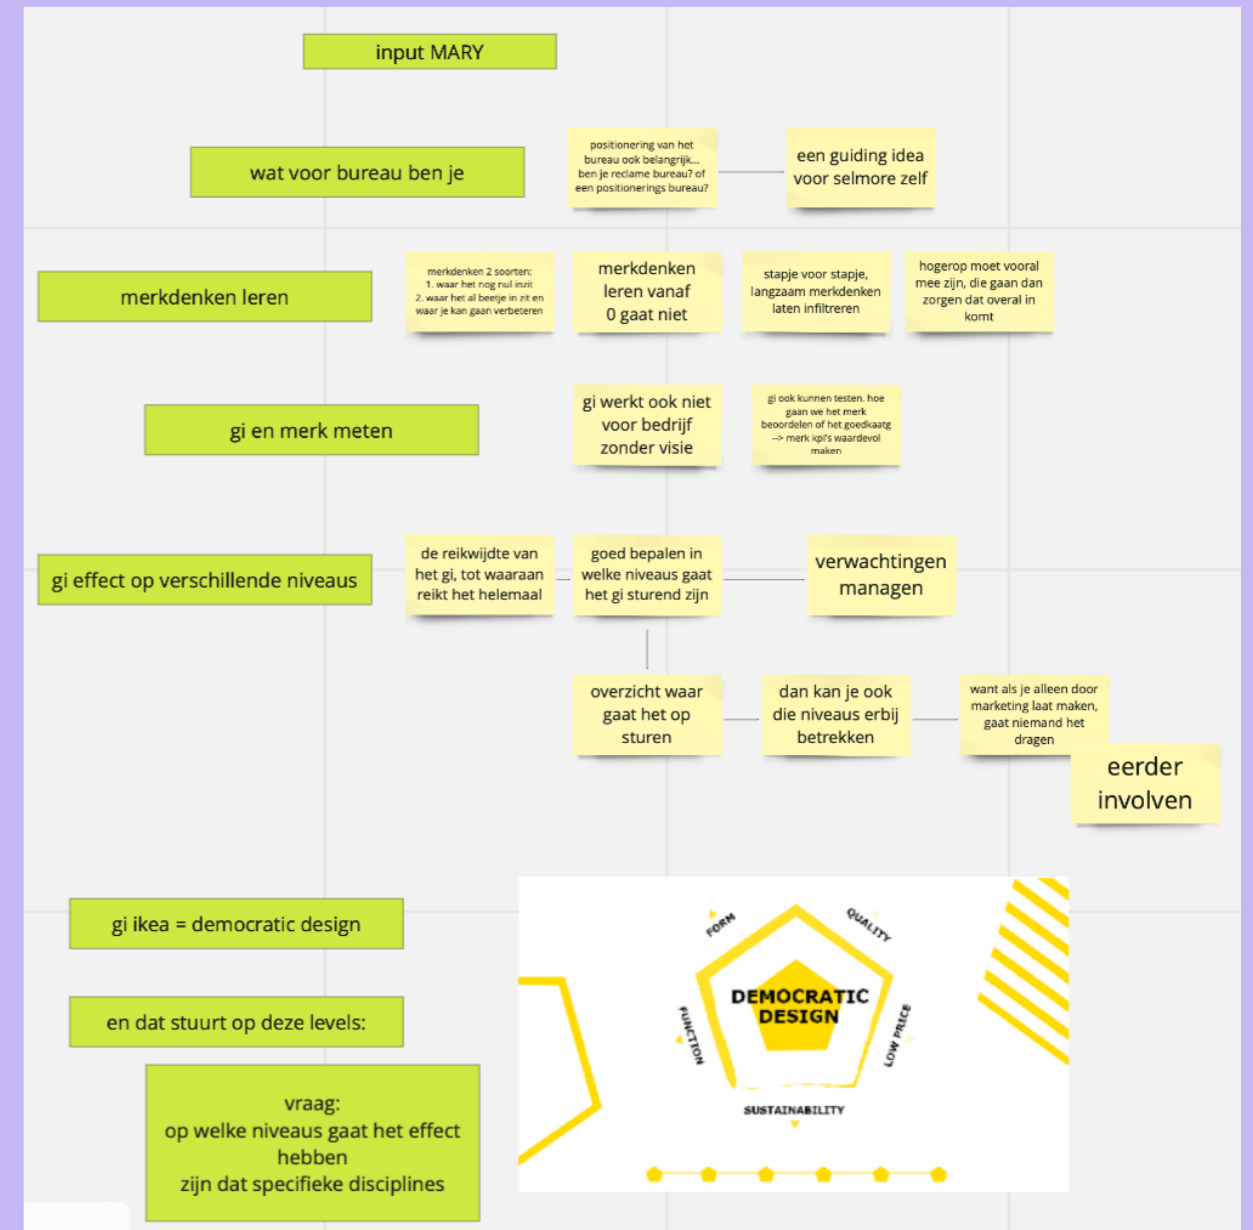 input MARY
wat voor bureau ben je
positionering van het
bureau ook belangrijk...
ben je reclame bureau? of
een positionerings bureau?
een guiding idea
voor selmore zelf
merkdenken leren
merkdenken 2 soorten:
1. waar het nog nul inzit
2. waar het al beetje in zit en
waar je kan gaan verbeteren
merkdenken
leren vanaf
0 gaat niet
stapje voor stapje,
langzaam merkdenken
laten infiltreren
hogerop moet vooral
mee zijn, die gaan dan
zorgen dat overal in
komt
gi en merk meten
gi werkt ook niet
voor bedrijf
zonder visie
gi ook kunnen testen. hoe
gaan we het merk
beoordelen of het goedkaatg
--> merk kpi's waardevol
maken
gi effect op verschillende niveaus
de reikwijdte van
het gi, tot waaraan
reikt het helemaal
goed bepalen in
welke niveaus gaat
het gi sturend zijn
verwachtingen
managen
overzicht waar
gaat het op
sturen
dan kan je ook
die niveaus erbij
betrekken
want als je alleen door
marketing laat maken,
gaat niemand het
dragen
eerder
involven
gi ikea = democratic design
en dat stuurt op deze levels:
vraag:
op welke niveaus gaat het effect
hebben
zijn dat specifieke disciplines
FORM
QUALITY
DEMOCRATIC
DESIGN
FUNCTION
LOW PRICE
SUSTAINABILITY